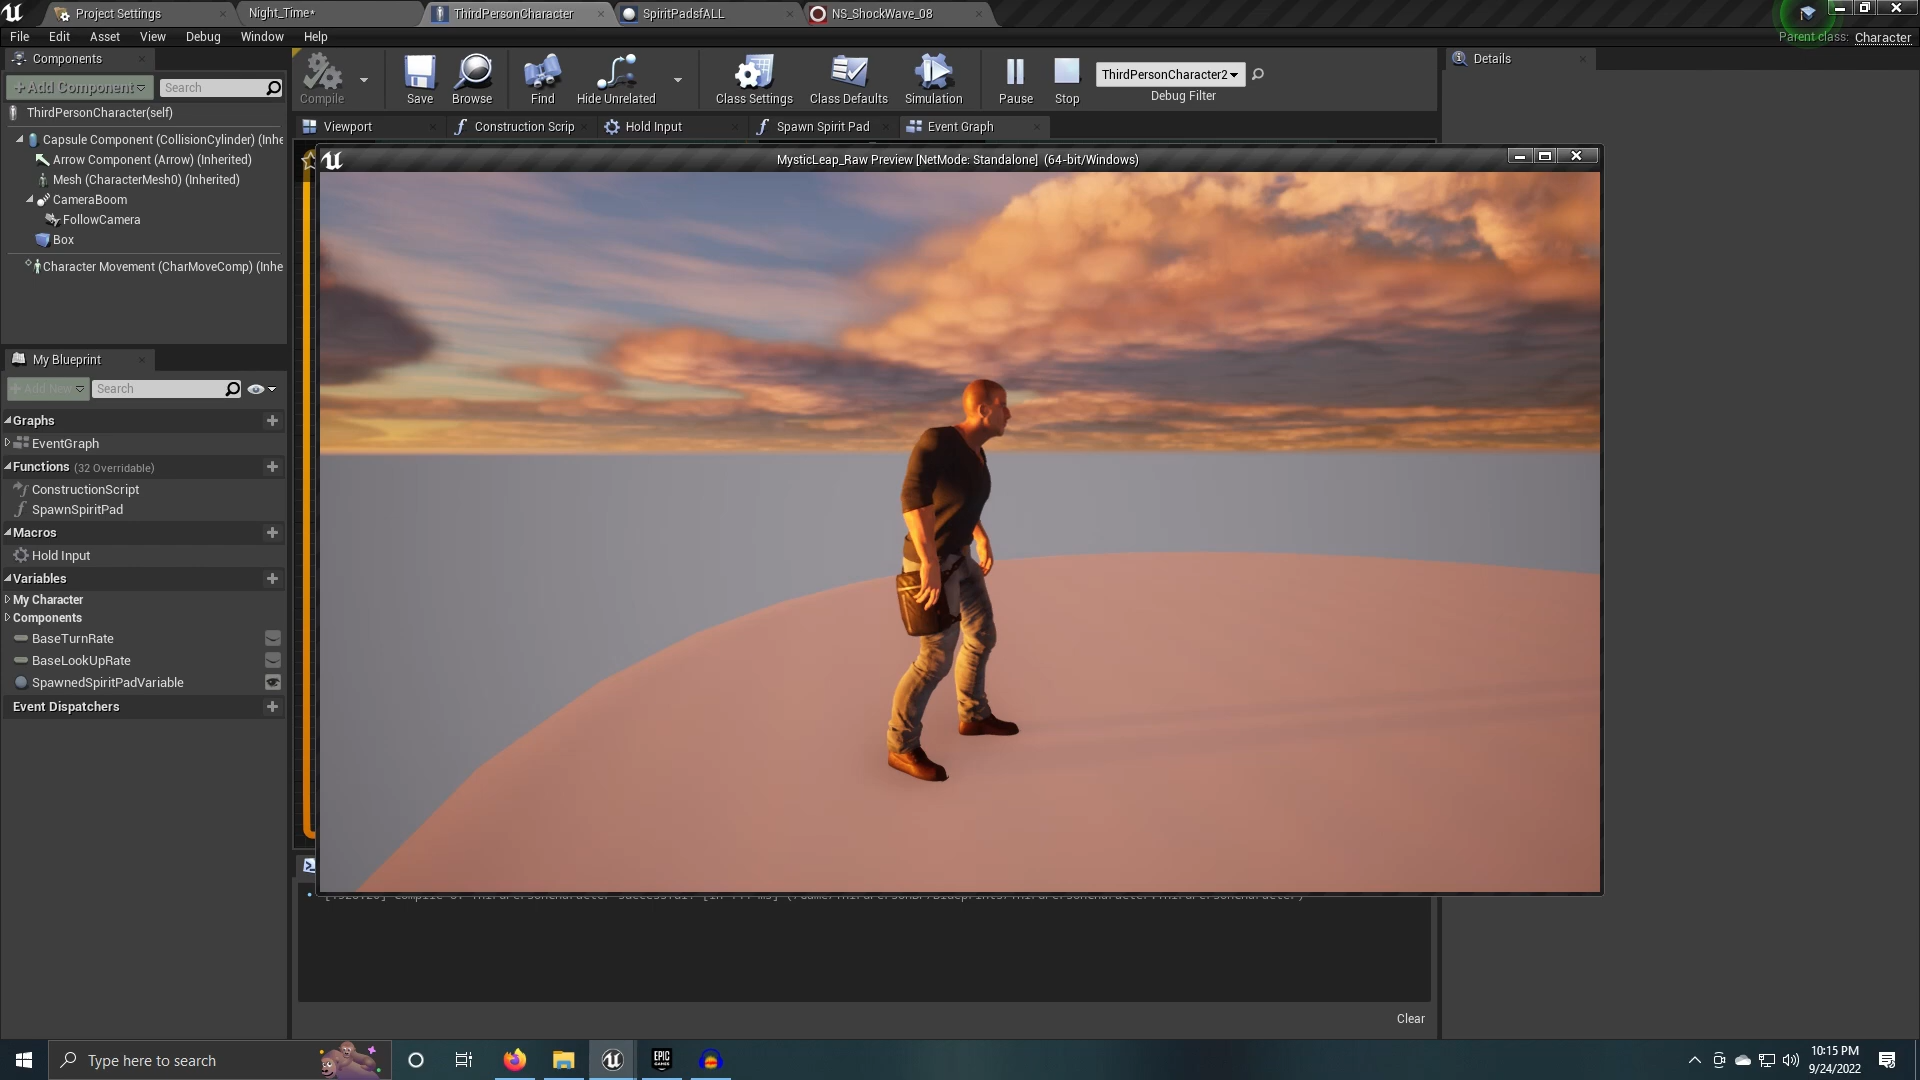 Project Settings
Night_Time*
ThirdPersonCharacter
SpiritPadsfALL
NS_ShockWave_08
File Edit Asset View Debug Window Help
Parent class: Character
Components
+Add Component
Search
ThirdPersonCharacter(self)
Capsule Component (CollisionCylinder) (Inhe
Arrow Component (Arrow) (Inherited)
Mesh (CharacterMesh0) (Inherited)
CameraBoom
FollowCamera
Box
Character Movement (CharMoveComp) (Inhe
Compile
Save
Browse
Find
Hide Unrelated
Class Settings
Class Defaults
Simulation
Pause
Stop
ThirdPersonCharacter2
Debug Filter
Details
Viewport
Construction Scrip
Hold Input
Spawn Spirit Pad
Event Graph
MysticLeap_Raw Preview [NetMode: Standalone] (64-bit/Windows)
My Blueprint
+ Add New
Search
Graphs
EventGraph
Functions (32 Overridable)
ConstructionScript
SpawnSpiritPad
Macros
Hold Input
Variables
My Character
Components
BaseTurnRate
BaseLookUpRate
SpawnedSpiritPadVariable
Event Dispatchers
Clear
Type here to search
EPIC
GAMES
10:15 PM
9/24/2022